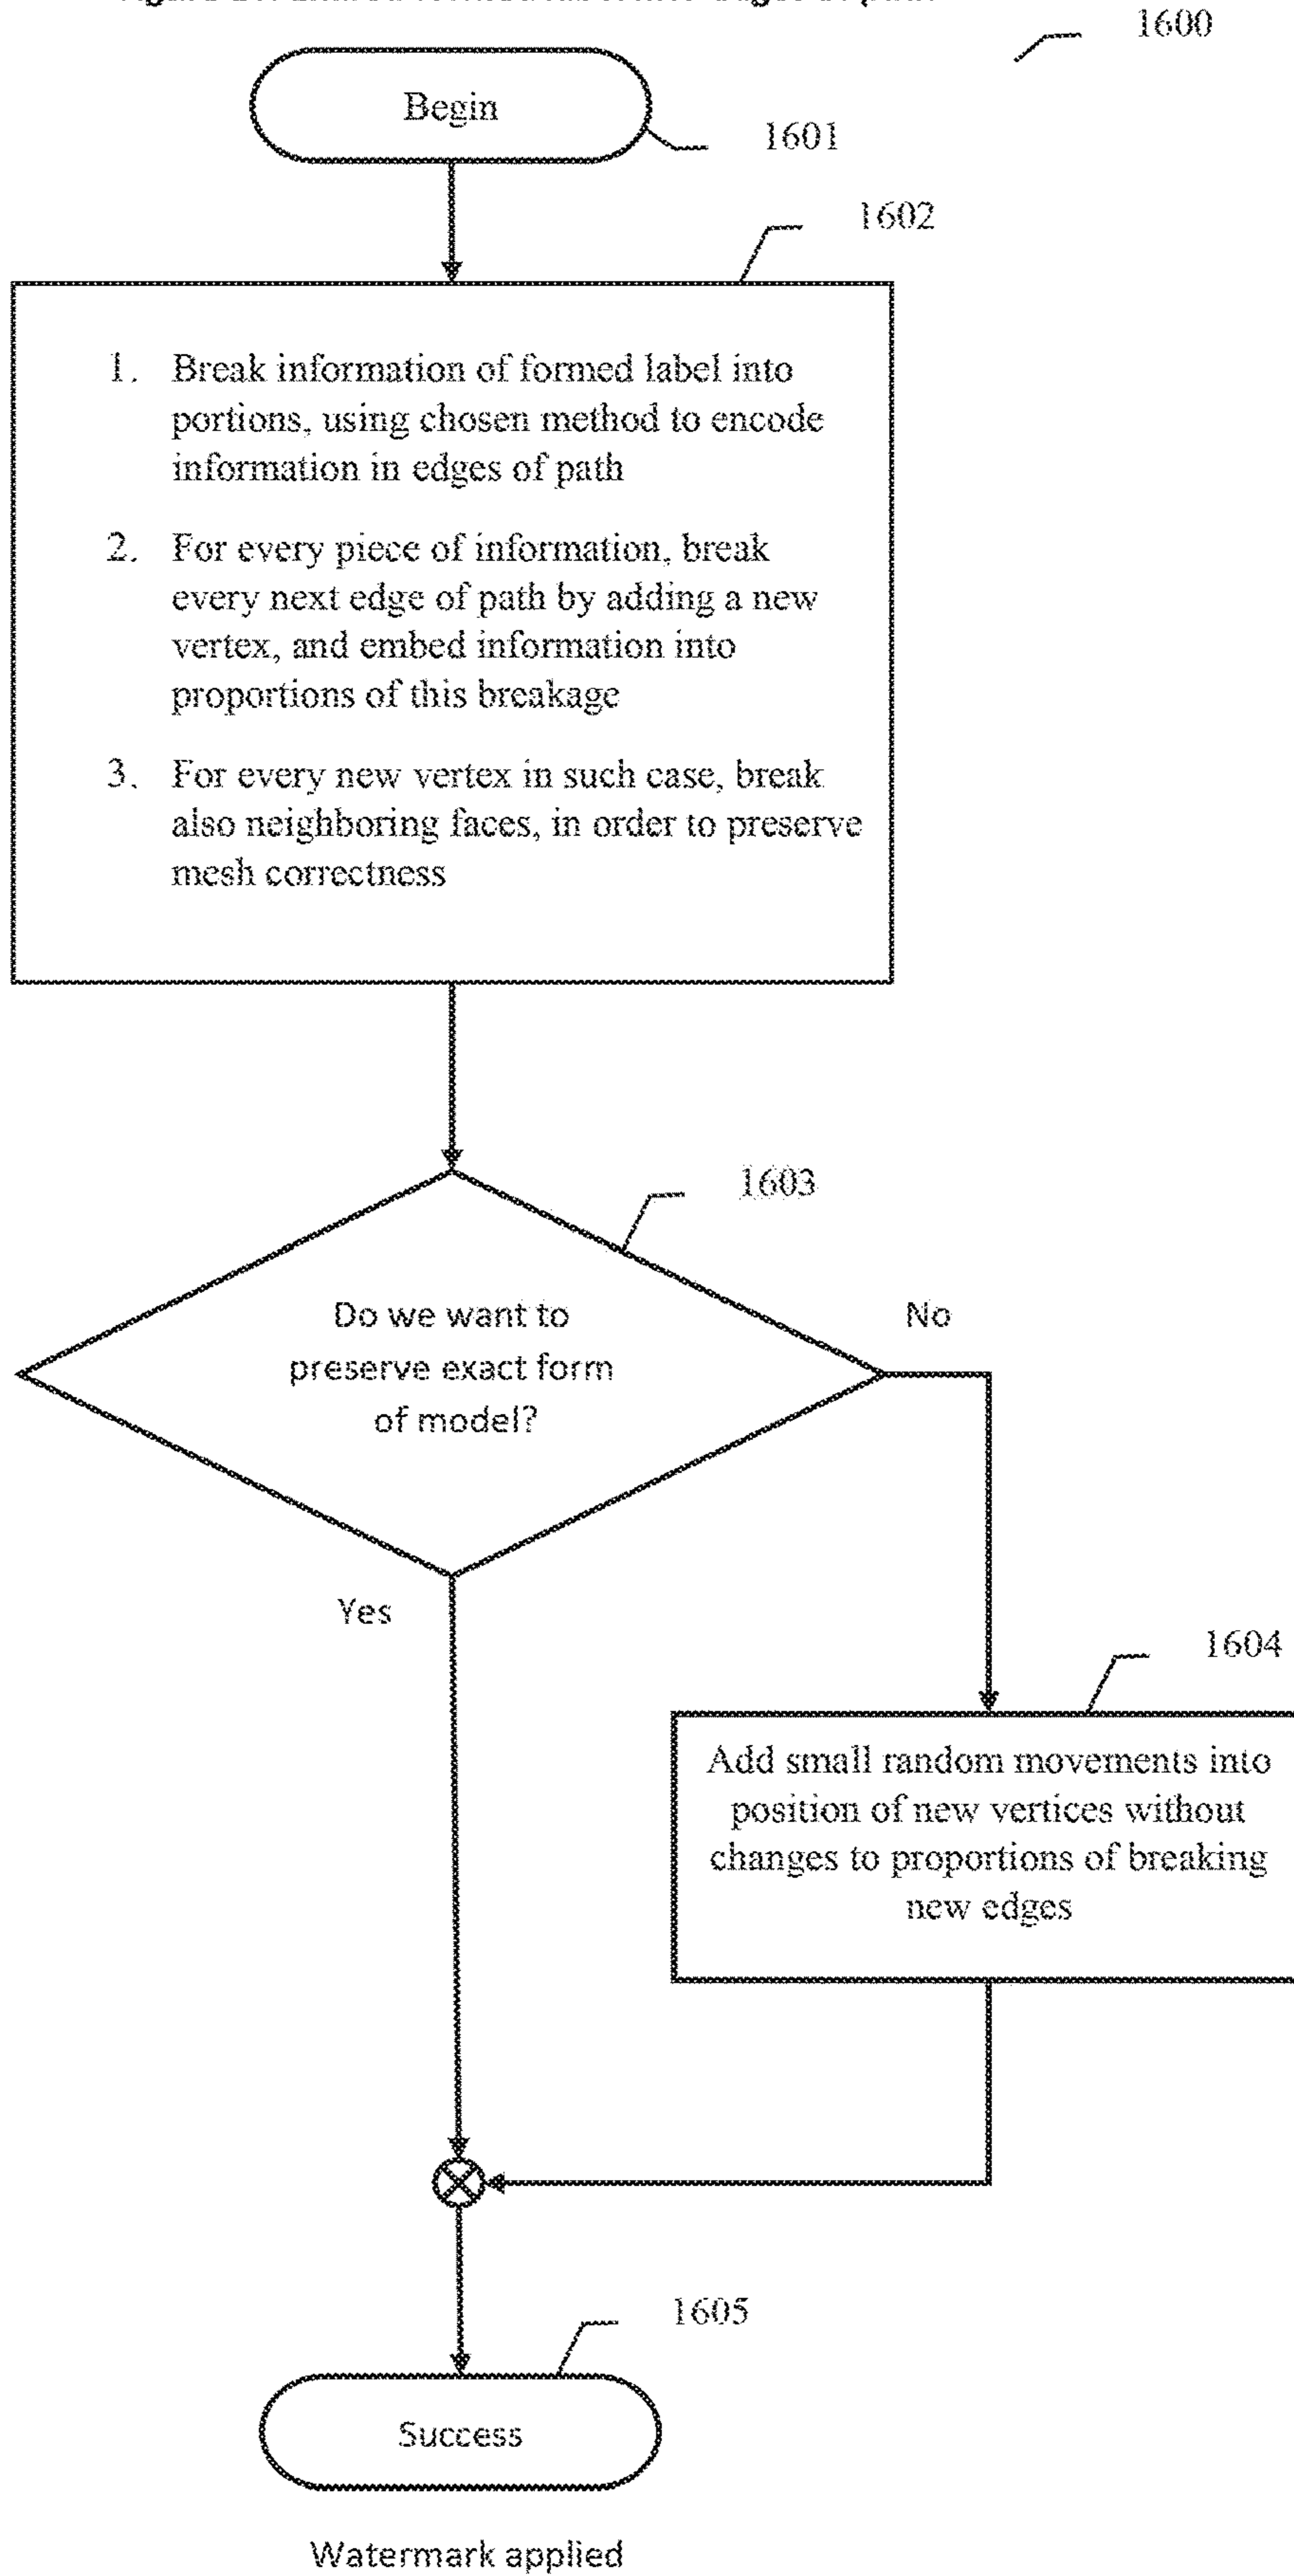 1600
Begin
1601
1602
1. Break information of formed label into
portions, using chosen method to encode
information in edges of path
2. For every piece of information, break
every next edge of path by adding a new
vertex, and embed information into
proportions of this breakage
3. For every new vertex in such case, break
also neighboring faces, in order to preserve
mesh correctness
1603
Do we want to
preserve exact form
of model?
No
Yes
1604
Add small random movements into
position of new vertices without
changes to proportions of breaking
new edges
1605
Success
Watermark applied